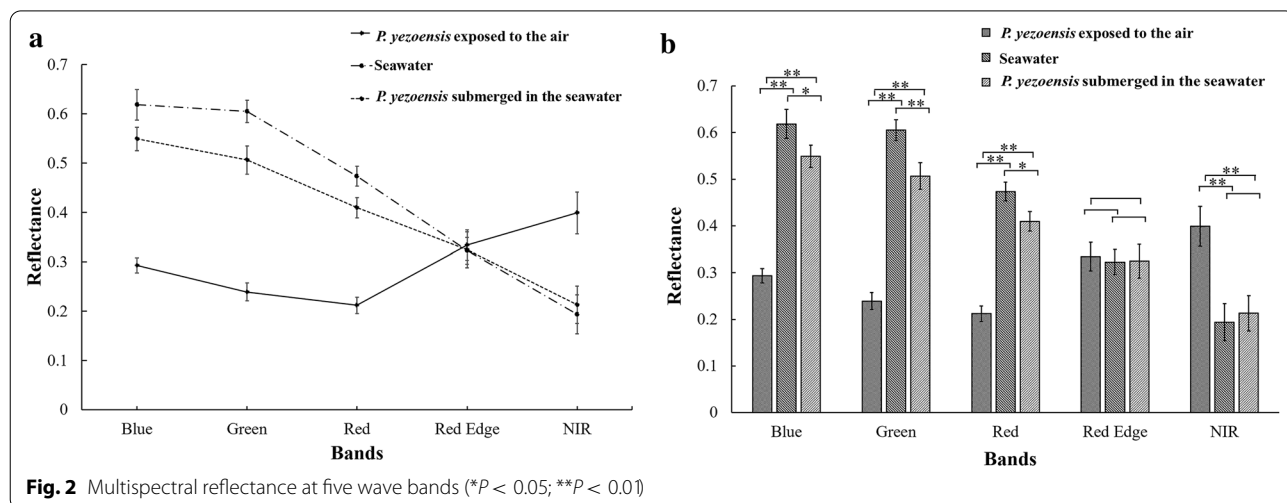 a
P. yezoensis exposed to the air
Seawater
P. yezoensis submerged in the seawater
0.7
0.6
0.5
0.4
0.3
0.2
0.1
0
Reflectance
Blue Green Red Red Edge NIR
Bands
b
P. yezoensis exposed to the air
Seawater
P. yezoensis submerged in the seawater
0.7
0.6
0.5
0.4
0.3
0.2
0.1
0
Reflectance
**
**
*
**
**
**
**
**
*
**
**
Blue Green Red Red Edge NIR
Bands
Fig. 2 Multispectral reflectance at five wave bands (*P < 0.05; **P < 0.01)